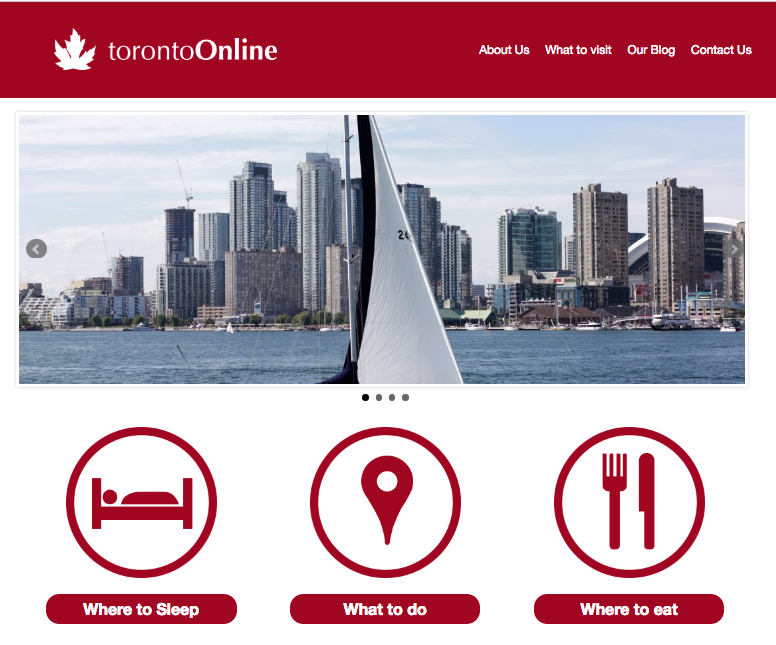 torontoOnline
About Us What to visit Our Blog Contact Us
Where to Sleep
What to do
Where to eat